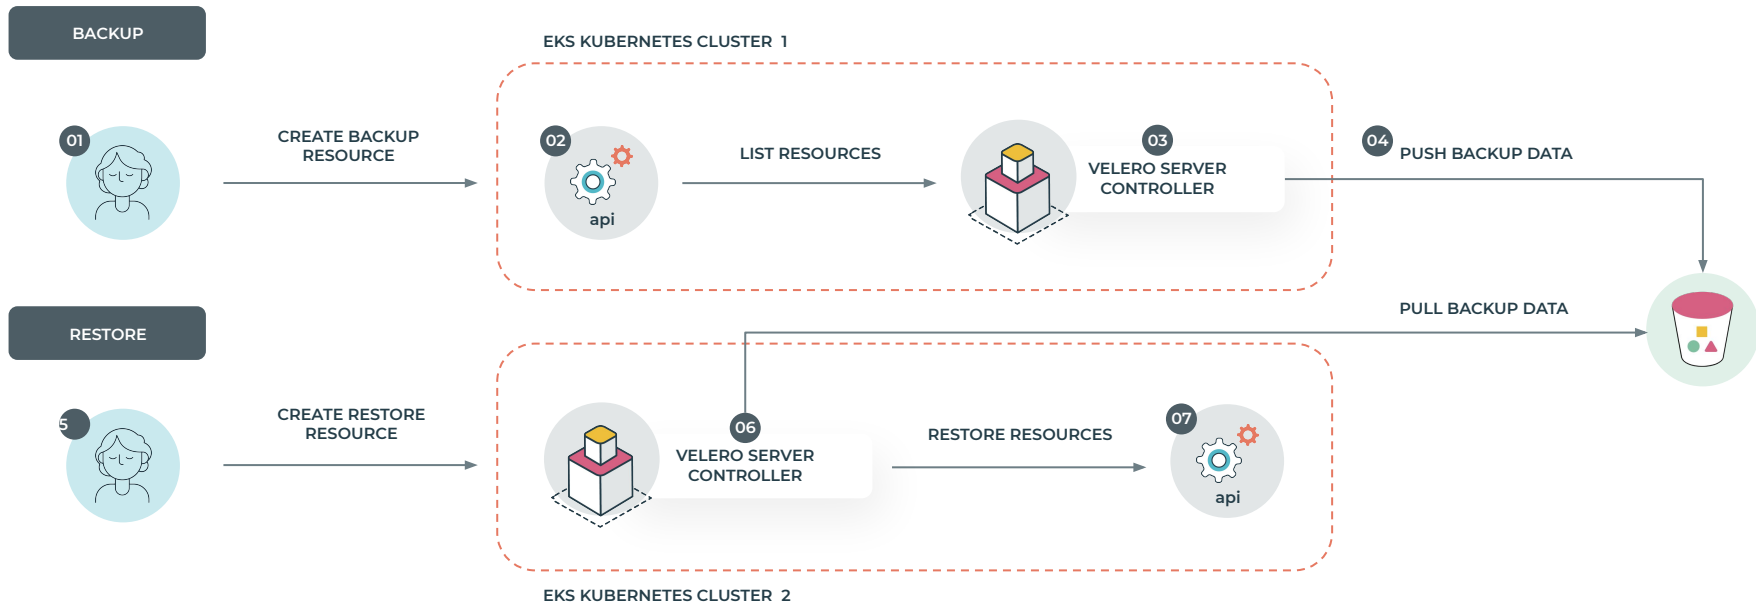 BACKUP
EKS KUBERNETES CLUSTER 1
01
CREATE BACKUP
RESOURCE
02
api
LIST RESOURCES
03
VELERO SERVER
CONTROLLER
04
PUSH BACKUP DATA
RESTORE
PULL BACKUP DATA
5
CREATE RESTORE
RESOURCE
06
VELERO SERVER
CONTROLLER
RESTORE RESOURCES
07
api
EKS KUBERNETES CLUSTER 2